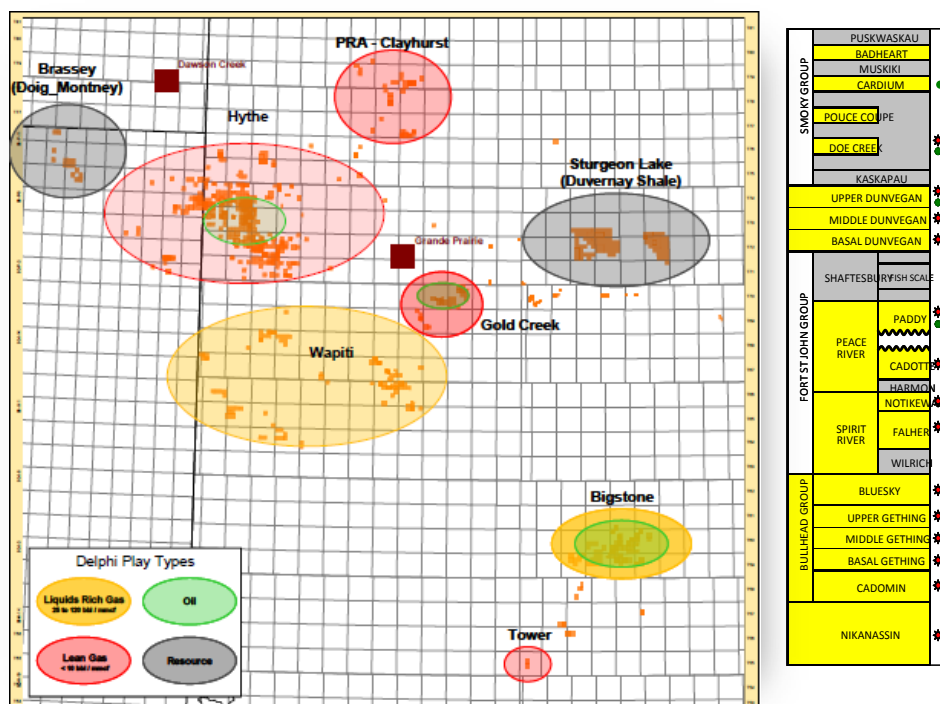 PRA - Clayhurst
Dawson Creek
Brassey
(Doig_Montney)
Hythe
Sturgeon Lake
(Duvernay Shale)
Grande Prairie
Gold Creek
Wapiti
Bigstone
Tower
Delphi Play Types
Liquids Rich Gas
Oil
Lean Gas
Resource
SMOKY GROUP
PUSKWASKAU
BADHEART
MUSKIKI
CARDIUM
POUCE COUPE
DOE CREEK
KASKAPAU
UPPER DUNVEGAN
MIDDLE DUNVEGAN
BASAL DUNVEGAN
FORT ST JOHN GROUP
SHAFTESBURY
FISH SCALE
PEACE
RIVER
PADDY
CADOTTE
HARMON
SPIRIT
RIVER
NOTIKEWA
FALHER
WILRICH
BULLHEAD GROUP
BLUESKY
UPPER GETHING
MIDDLE GETHING
BASAL GETHING
CADOMIN
NIKANASSIN